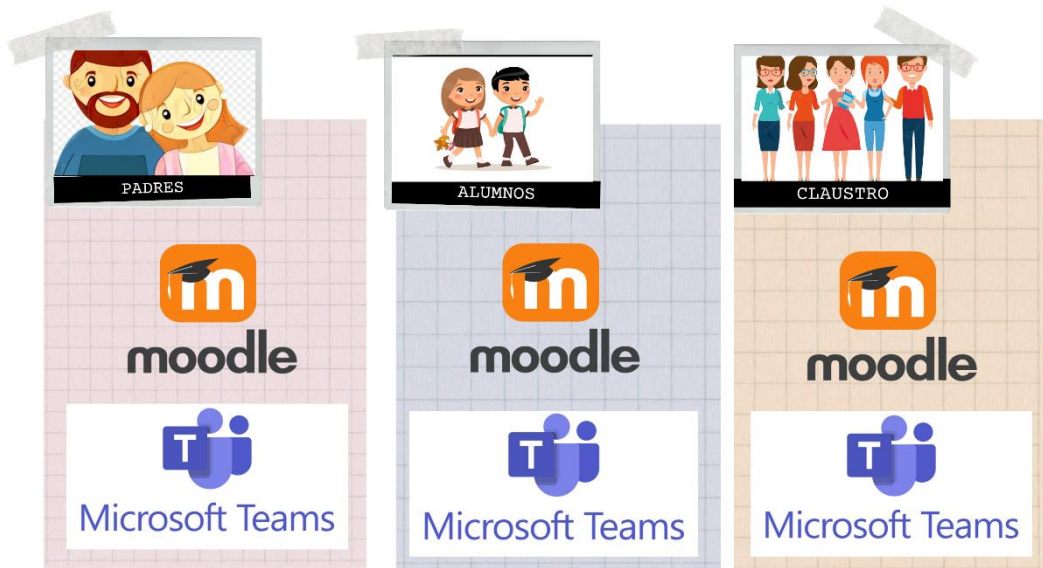 PADRES
ALUMNOS
CLAUSTRO
moodle
moodle
moodle
T
Microsoft Teams
T
Microsoft Teams
T
Microsoft Teams